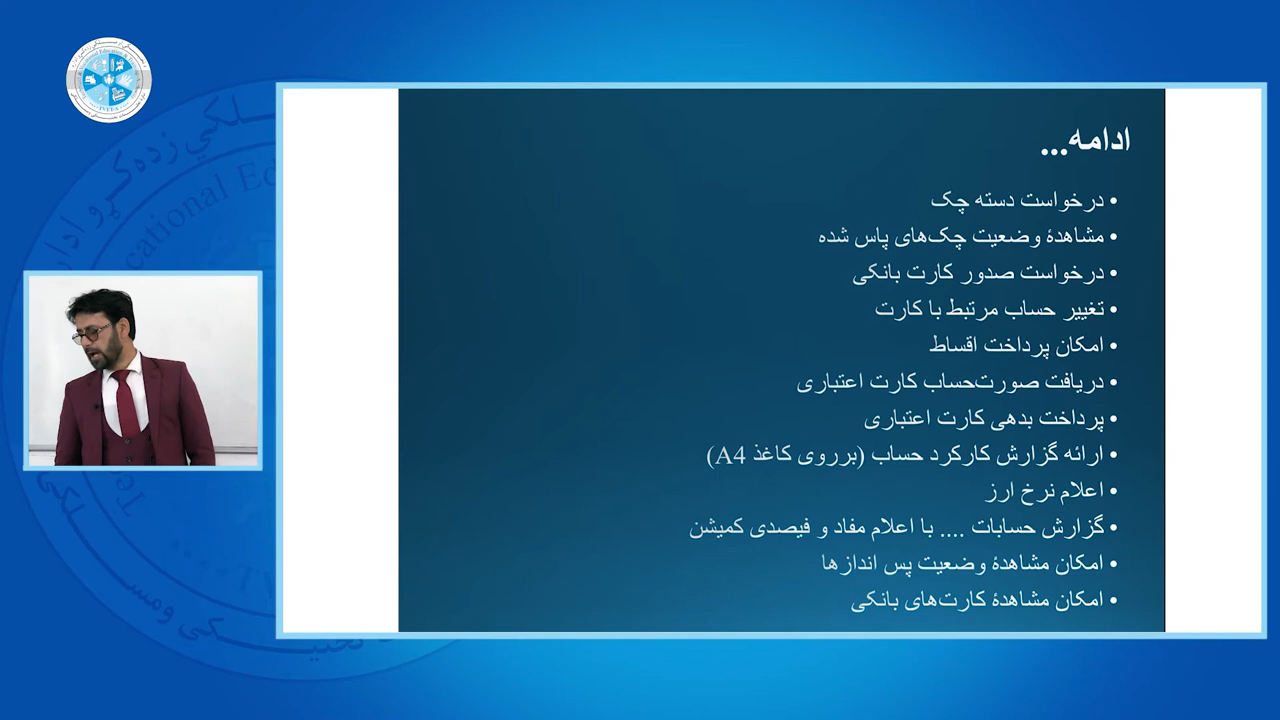 ادامه...
• درخواست دسته چک
• مشاهدهٔ وضعیت چک‌های پاس شده
• درخواست صدور کارت بانکی
• تغییر حساب مرتبط با کارت
• امکان پرداخت اقساط
• دریافت صورت‌حساب کارت اعتباری
• پرداخت بدهی کارت اعتباری
• ارائه گزارش کارکرد حساب (برروی کاغذ A4)
• اعلام نرخ ارز
• گزارش حسابات .... با اعلام مفاد و فیصدی کمیشن
• امکان مشاهدهٔ وضعیت پس اندازها
• امکان مشاهدهٔ کارت‌های بانکی